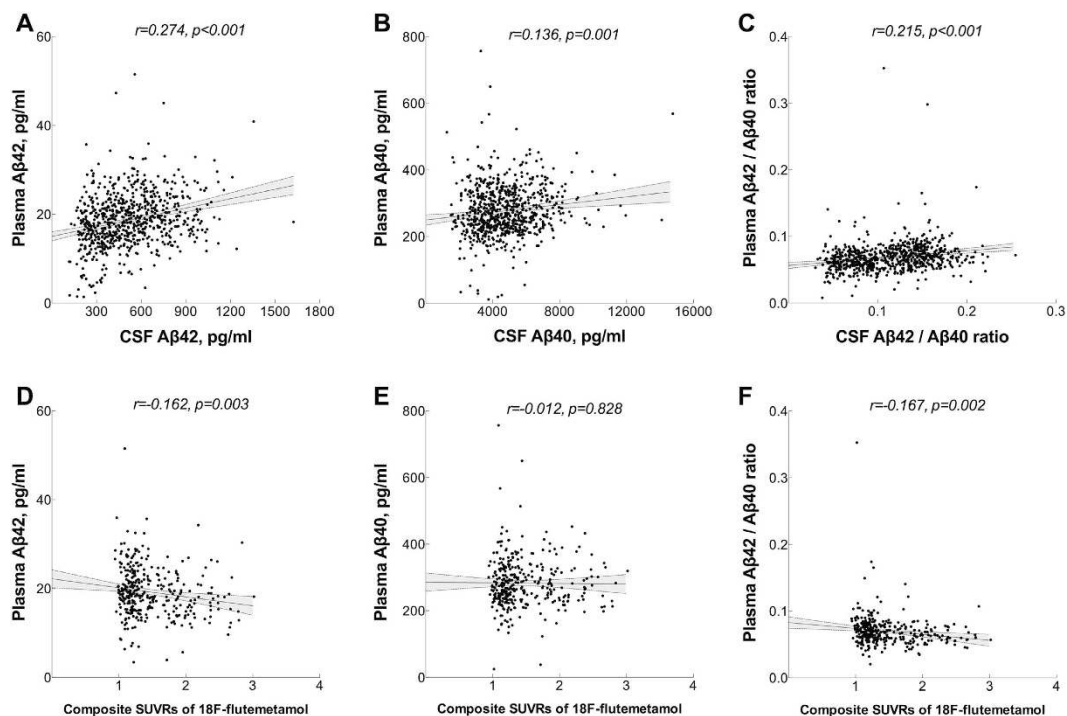 A
r=0.274, p<0.001
Plasma Aβ42, pg/ml
60
40
20
0
300 600 900 1200 1500 1800
CSF Aβ42, pg/ml
B
r=0.136, p=0.001
Plasma Aβ40, pg/ml
800
600
400
200
0
4000 8000 12000 16000
CSF Aβ40, pg/ml
C
r=0.215, p<0.001
Plasma Aβ42 / Aβ40 ratio
0.4
0.3
0.2
0.1
0.0
0.1 0.2 0.3
CSF Aβ42 / Aβ40 ratio
D
r=-0.162, p=0.003
Plasma Aβ42, pg/ml
60
40
20
0
1 2 3 4
Composite SUVRs of 18F-flutemetamol
E
r=-0.012, p=0.828
Plasma Aβ40, pg/ml
800
600
400
200
0
1 2 3 4
Composite SUVRs of 18F-flutemetamol
F
r=-0.167, p=0.002
Plasma Aβ42 / Aβ40 ratio
0.4
0.3
0.2
0.1
0.0
1 2 3 4
Composite SUVRs of 18F-flutemetamol